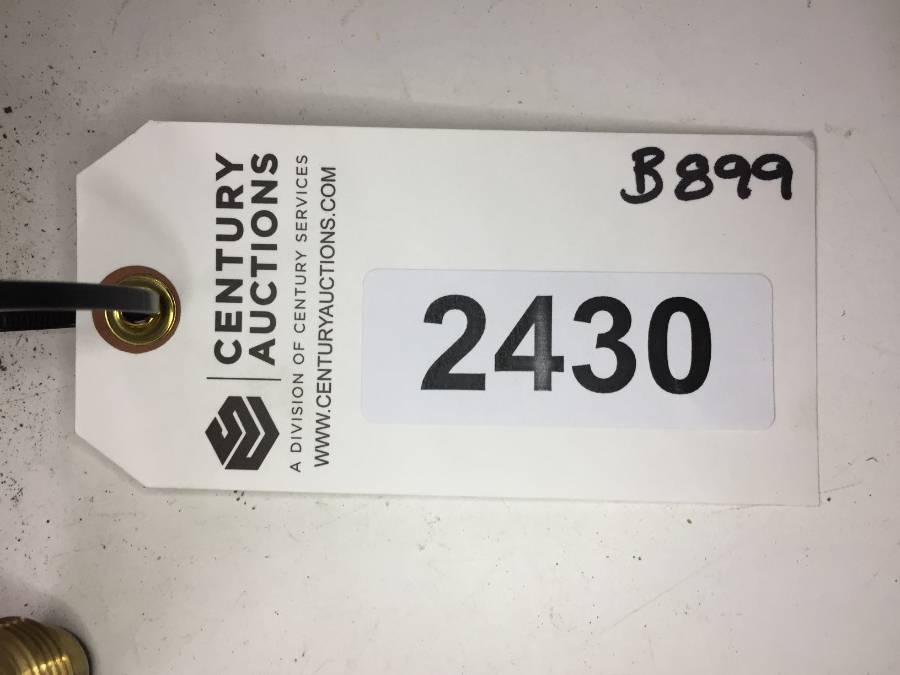 CENTURY
AUCTIONS
A DIVISION OF CENTURY SERVICES
WWW.CENTURYAUCTIONS.COM
B899
2430